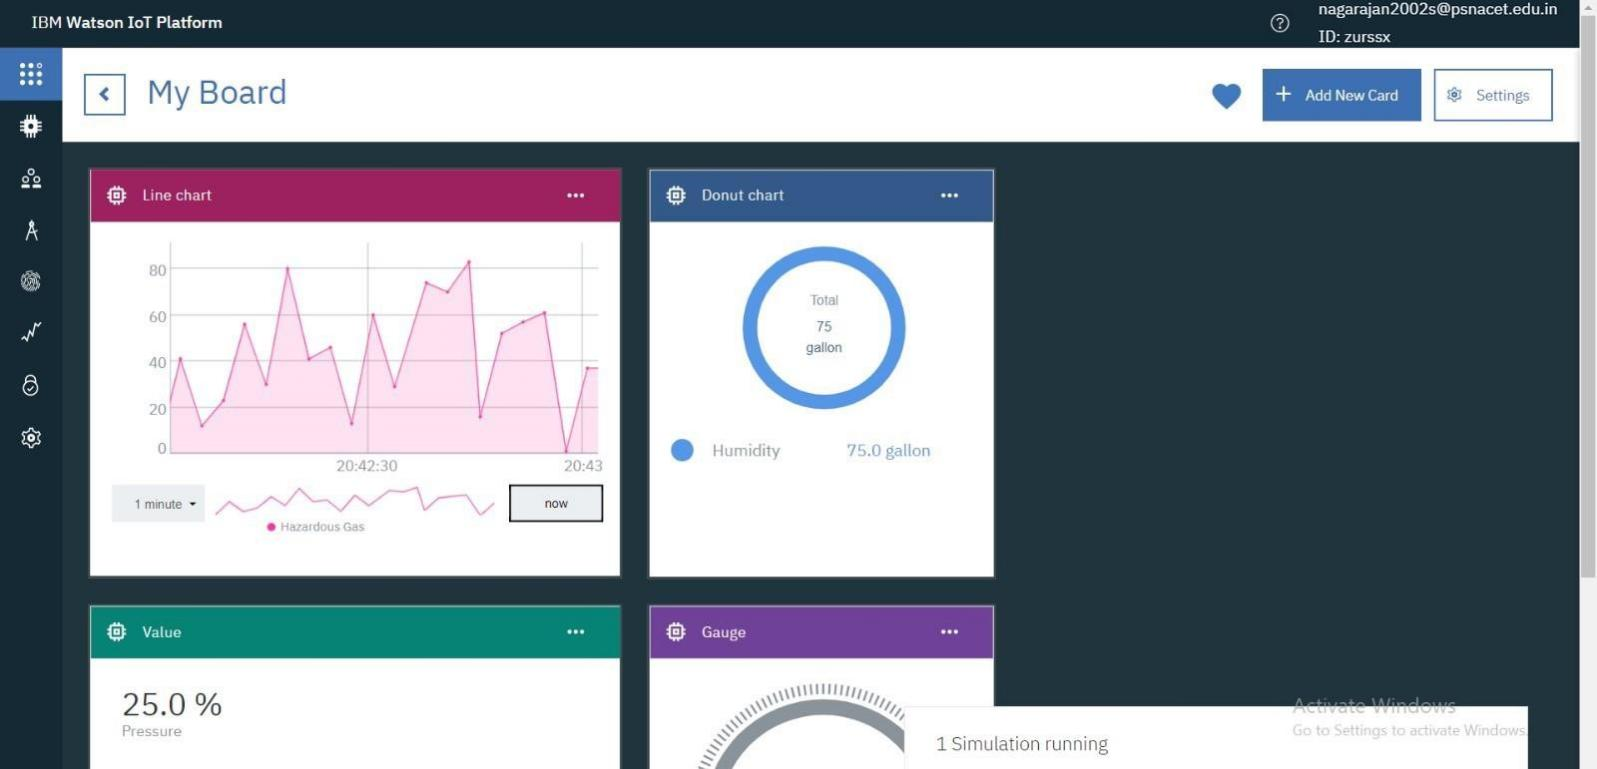 IBM Watson IoT Platform
nagarajan2002s@psnacet.edu.in
ID: zurssx
My Board
Add New Card
Settings
Line chart
80
60
40
20
0
20:42:30
20:43
1 minute
now
Hazardous Gas
Donut chart
Total
75
gallon
Humidity 75.0 gallon
Value
25.0 %
Pressure
Gauge
1 Simulation running
Activate Windows
Go to Settings to activate Windows.